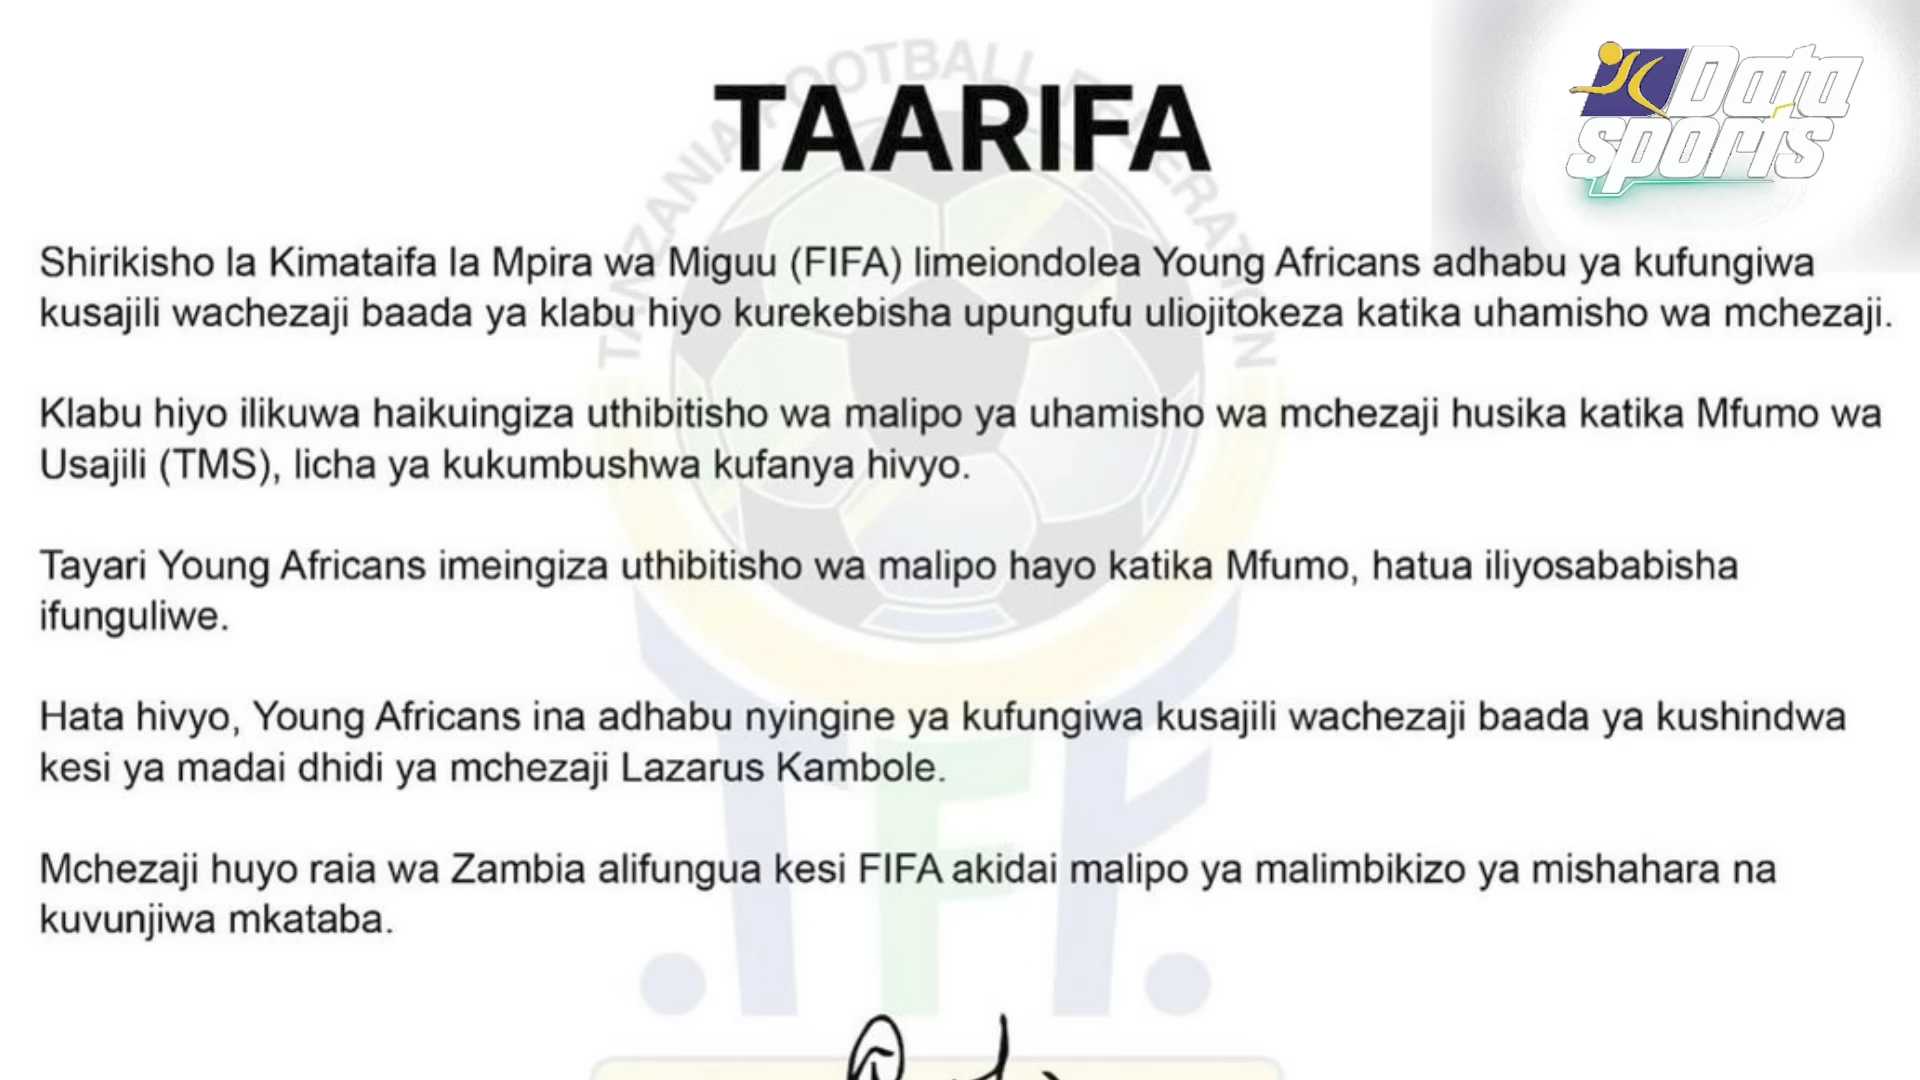 TANZANIA FOOTBALL FEDERATION
TAARIFA
Data
sports
Shirikisho la Kimataifa la Mpira wa Miguu (FIFA) limeiondolea Young Africans adhabu ya kufungiwa
kusajili wachezaji baada ya klabu hiyo kurekebisha upungufu uliojitokeza katika uhamisho wa mchezaji.
Klabu hiyo ilikuwa haikuingiza uthibitisho wa malipo ya uhamisho wa mchezaji husika katika Mfumo wa
Usajili (TMS), licha ya kukumbushwa kufanya hivyo.
Tayari Young Africans imeingiza uthibitisho wa malipo hayo katika Mfumo, hatua iliyosababisha
ifunguliwe.
Hata hivyo, Young Africans ina adhabu nyingine ya kufungiwa kusajili wachezaji baada ya kushindwa
kesi ya madai dhidi ya mchezaji Lazarus Kambole.
Mchezaji huyo raia wa Zambia alifungua kesi FIFA akidai malipo ya malimbikizo ya mishahara na
kuvunjiwa mkataba.
.TFF.